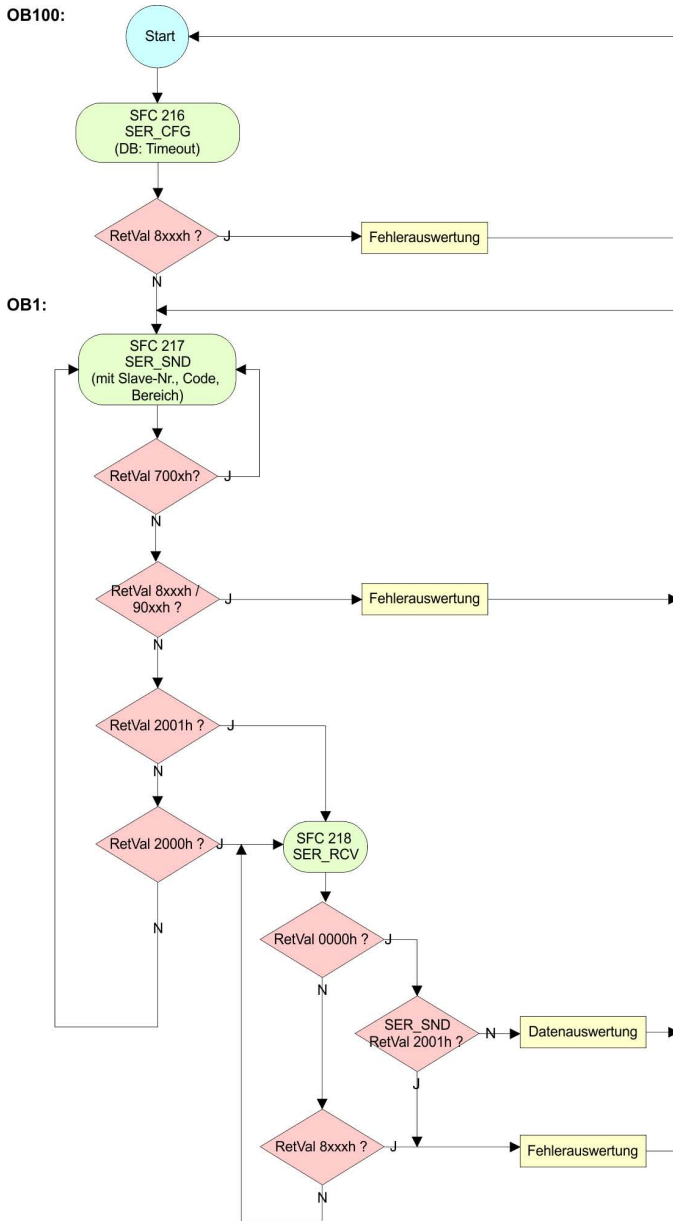 OB100:
Start
SFC 216
SER_CFG
(DB: Timeout)
RetVal 8xxxh ?
J
Fehlerauswertung
N
OB1:
SFC 217
SER_SND
(mit Slave-Nr., Code,
Bereich)
RetVal 700xh?
J
N
RetVal 8xxxh /
90xxh ?
J
Fehlerauswertung
N
RetVal 2001h ?
J
N
RetVal 2000h ?
J
SFC 218
SER_RCV
N
RetVal 0000h ?
J
N
SER_SND
RetVal 2001h ?
N
Datenauswertung
J
RetVal 8xxxh ?
J
Fehlerauswertung
N